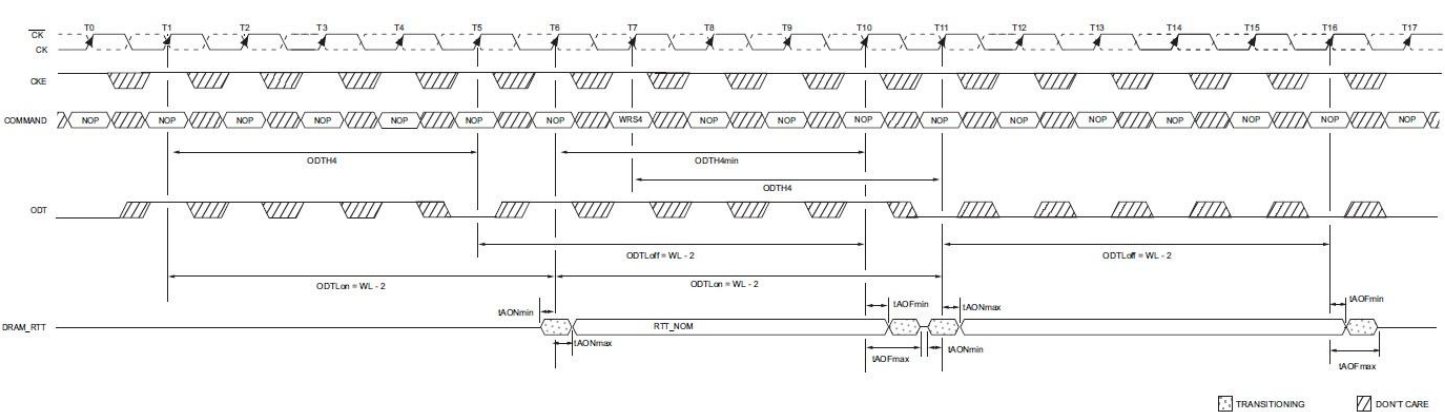 T0 T1 T2 T3 T4 T5 T6 T7 T8 T9 T10 T11 T12 T13 T14 T15 T16 T17
CK
CK
CKE
COMMAND NOP NOP NOP NOP NOP NOP NOP WRS4 NOP NOP NOP NOP NOP NOP NOP NOP NOP NOP
ODTH4 ODTH4min
ODTH4
ODT
ODTLoff = WL - 2 ODTLoff = WL - 2
ODTLon = WL - 2 ODTLon = WL - 2
tAONmin tAOFmin tAONmax tAOFmin
DRAM_RTT RTT_NOM
tAONmax tAOFmax tAONmin tAOFmax
TRANSITIONING DON'T CARE